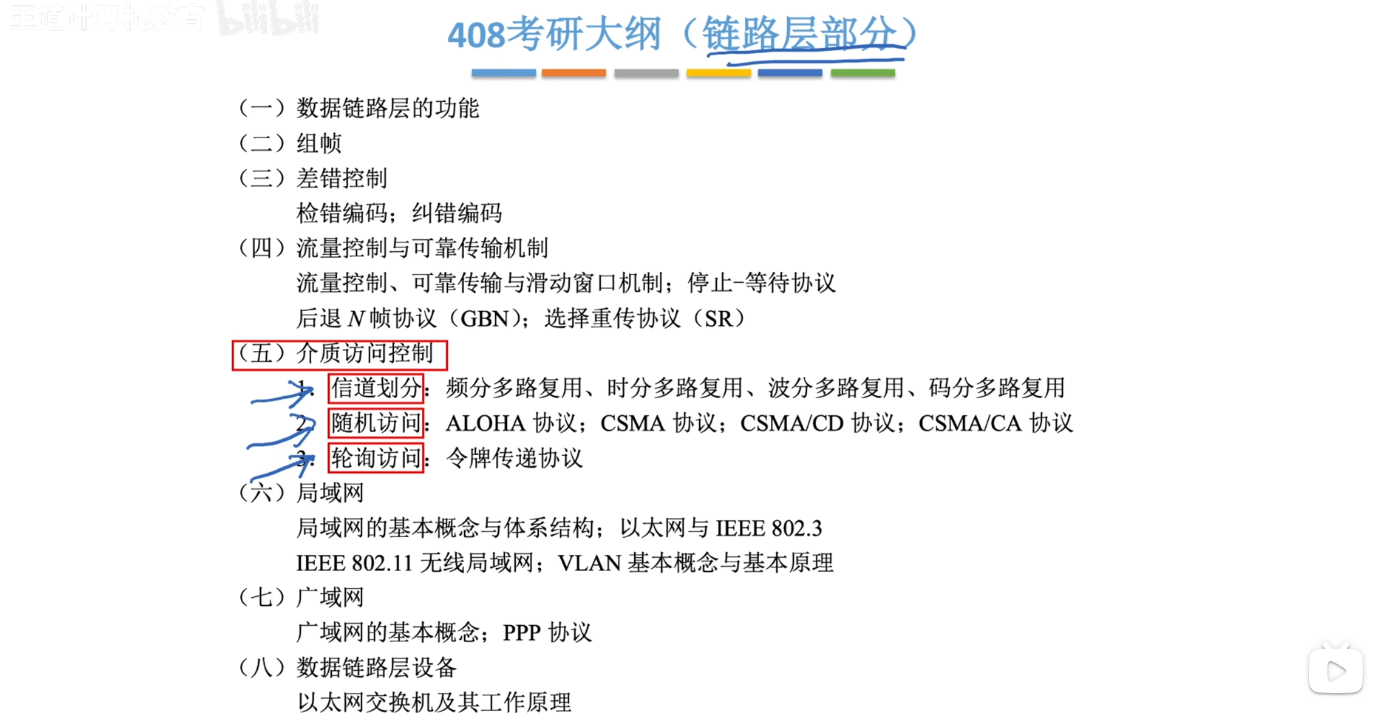 王道计算机教育 bilibili
408考研大纲（链路层部分）
（一）数据链路层的功能
（二）组帧
（三）差错控制
检错编码；纠错编码
（四）流量控制与可靠传输机制
流量控制、可靠传输与滑动窗口机制；停止-等待协议
后退 N 帧协议（GBN）；选择重传协议（SR）
（五）介质访问控制
1. 信道划分：频分多路复用、时分多路复用、波分多路复用、码分多路复用
2. 随机访问：ALOHA 协议；CSMA 协议；CSMA/CD 协议；CSMA/CA 协议
3. 轮询访问：令牌传递协议
（六）局域网
局域网的基本概念与体系结构；以太网与 IEEE 802.3
IEEE 802.11 无线局域网；VLAN 基本概念与基本原理
（七）广域网
广域网的基本概念；PPP 协议
（八）数据链路层设备
以太网交换机及其工作原理